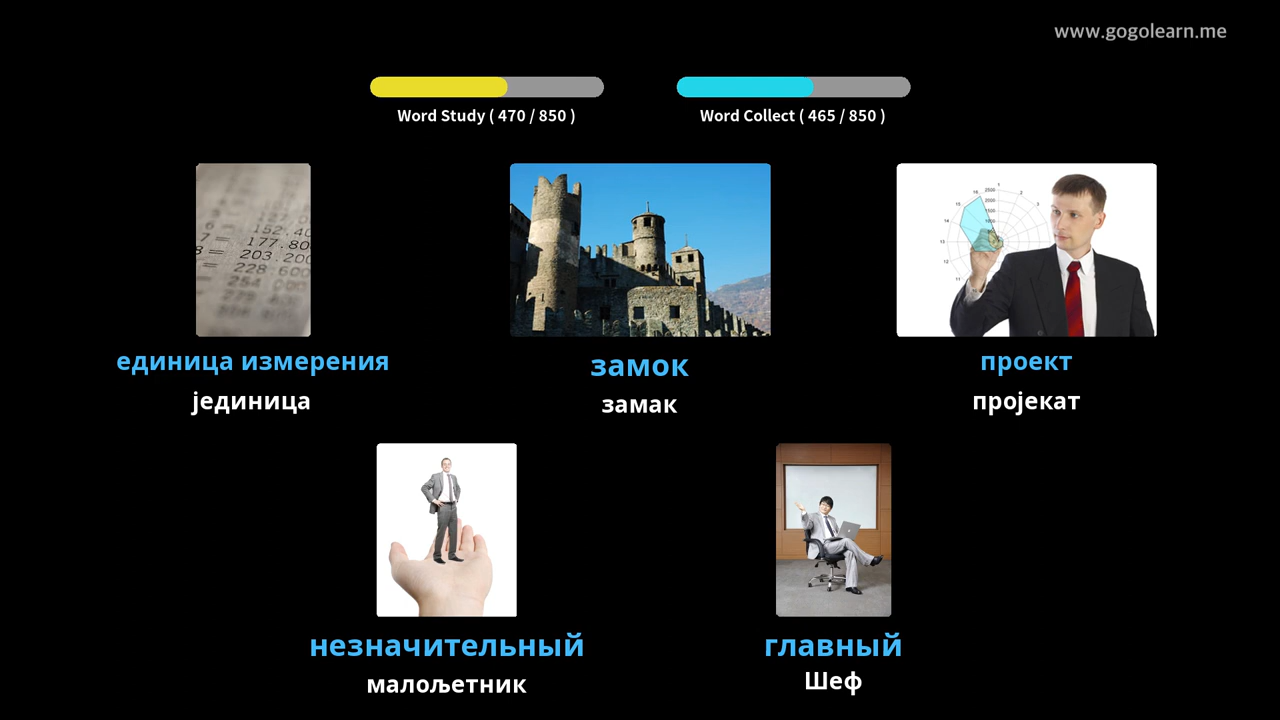 www.gogolearn.me
Word Study ( 470 / 850 )
Word Collect ( 465 / 850 )
единица измерения
јединица
замок
замак
проект
пројекат
незначительный
малољетник
главный
Шеф